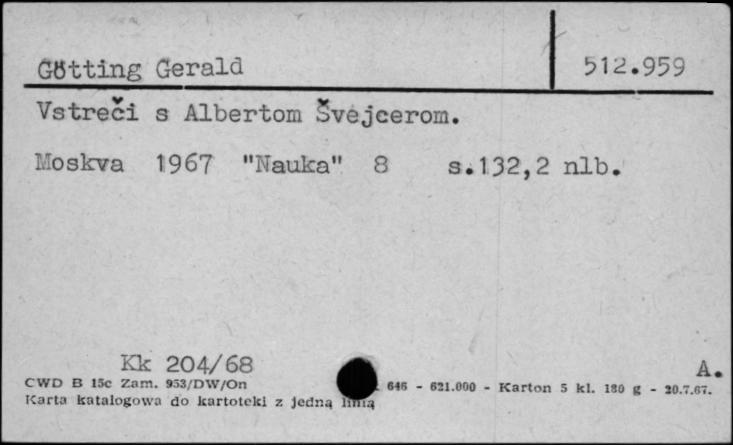 Götting Gerald 512.959
Vstreči s Albertom Švejcerom.
Moskva 1967 "Nauka" 8 s.132,2 nlb.
Kk 204/68 A.
CWD B 15c Zam. 953/DW/On 646 - 621.000 - Karton 5 kl. 180 g - 20.7.67.
Karta katalogowa do kartoteki z jedną linią